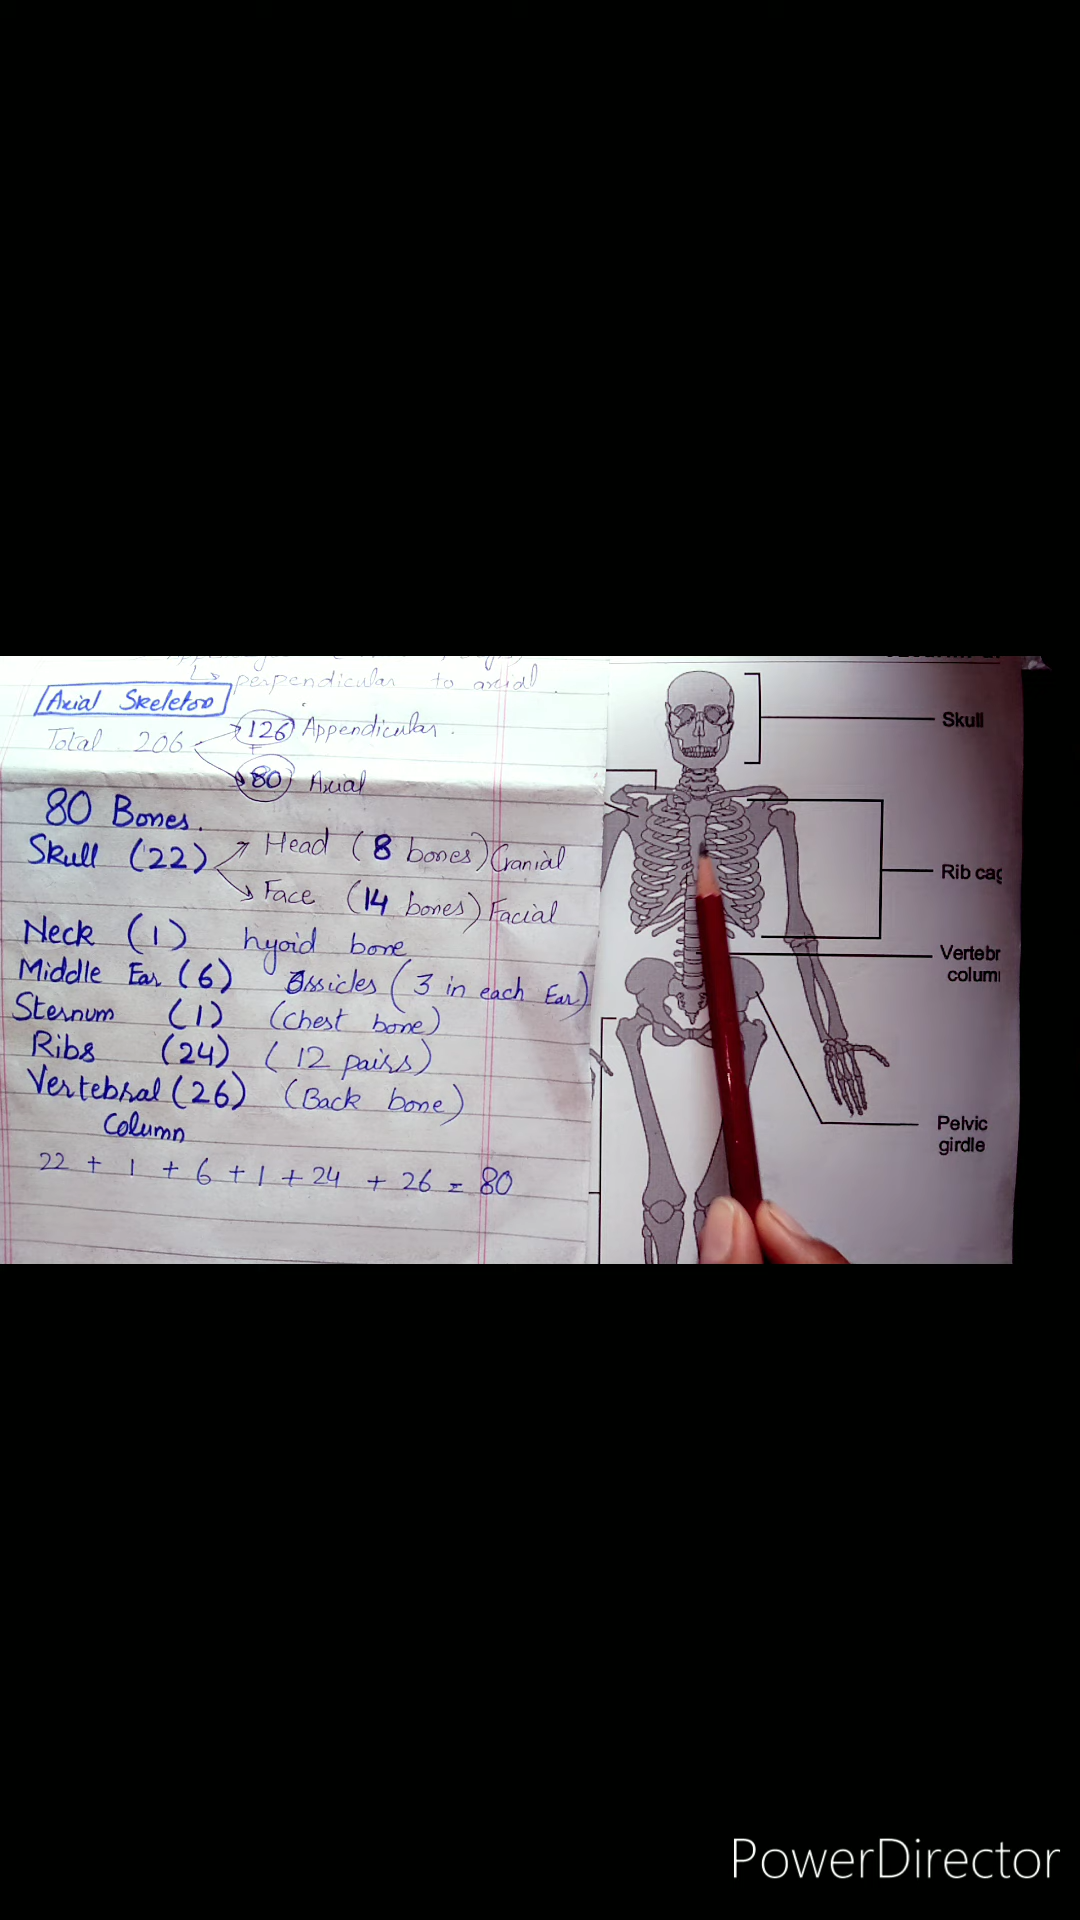 perpendicular to axial
Axial Skeleton
Total 206 126 Appendicular.
+
80 Axial
80 Bones.
Skull (22) Head (8 bones) Cranial
Face (14 bones) Facial
Neck (1) hyoid bone
Middle Ear (6) Ossicles (3 in each Ear)
Sternum (1) (Chest bone)
Ribs (24) (12 pairs)
Vertebral (26) (Back bone)
Column
22 + 1 + 6 + 1 + 24 + 26 = 80
Skull
Rib cag
Vertebr
colum
Pelvic
girdle
PowerDirector